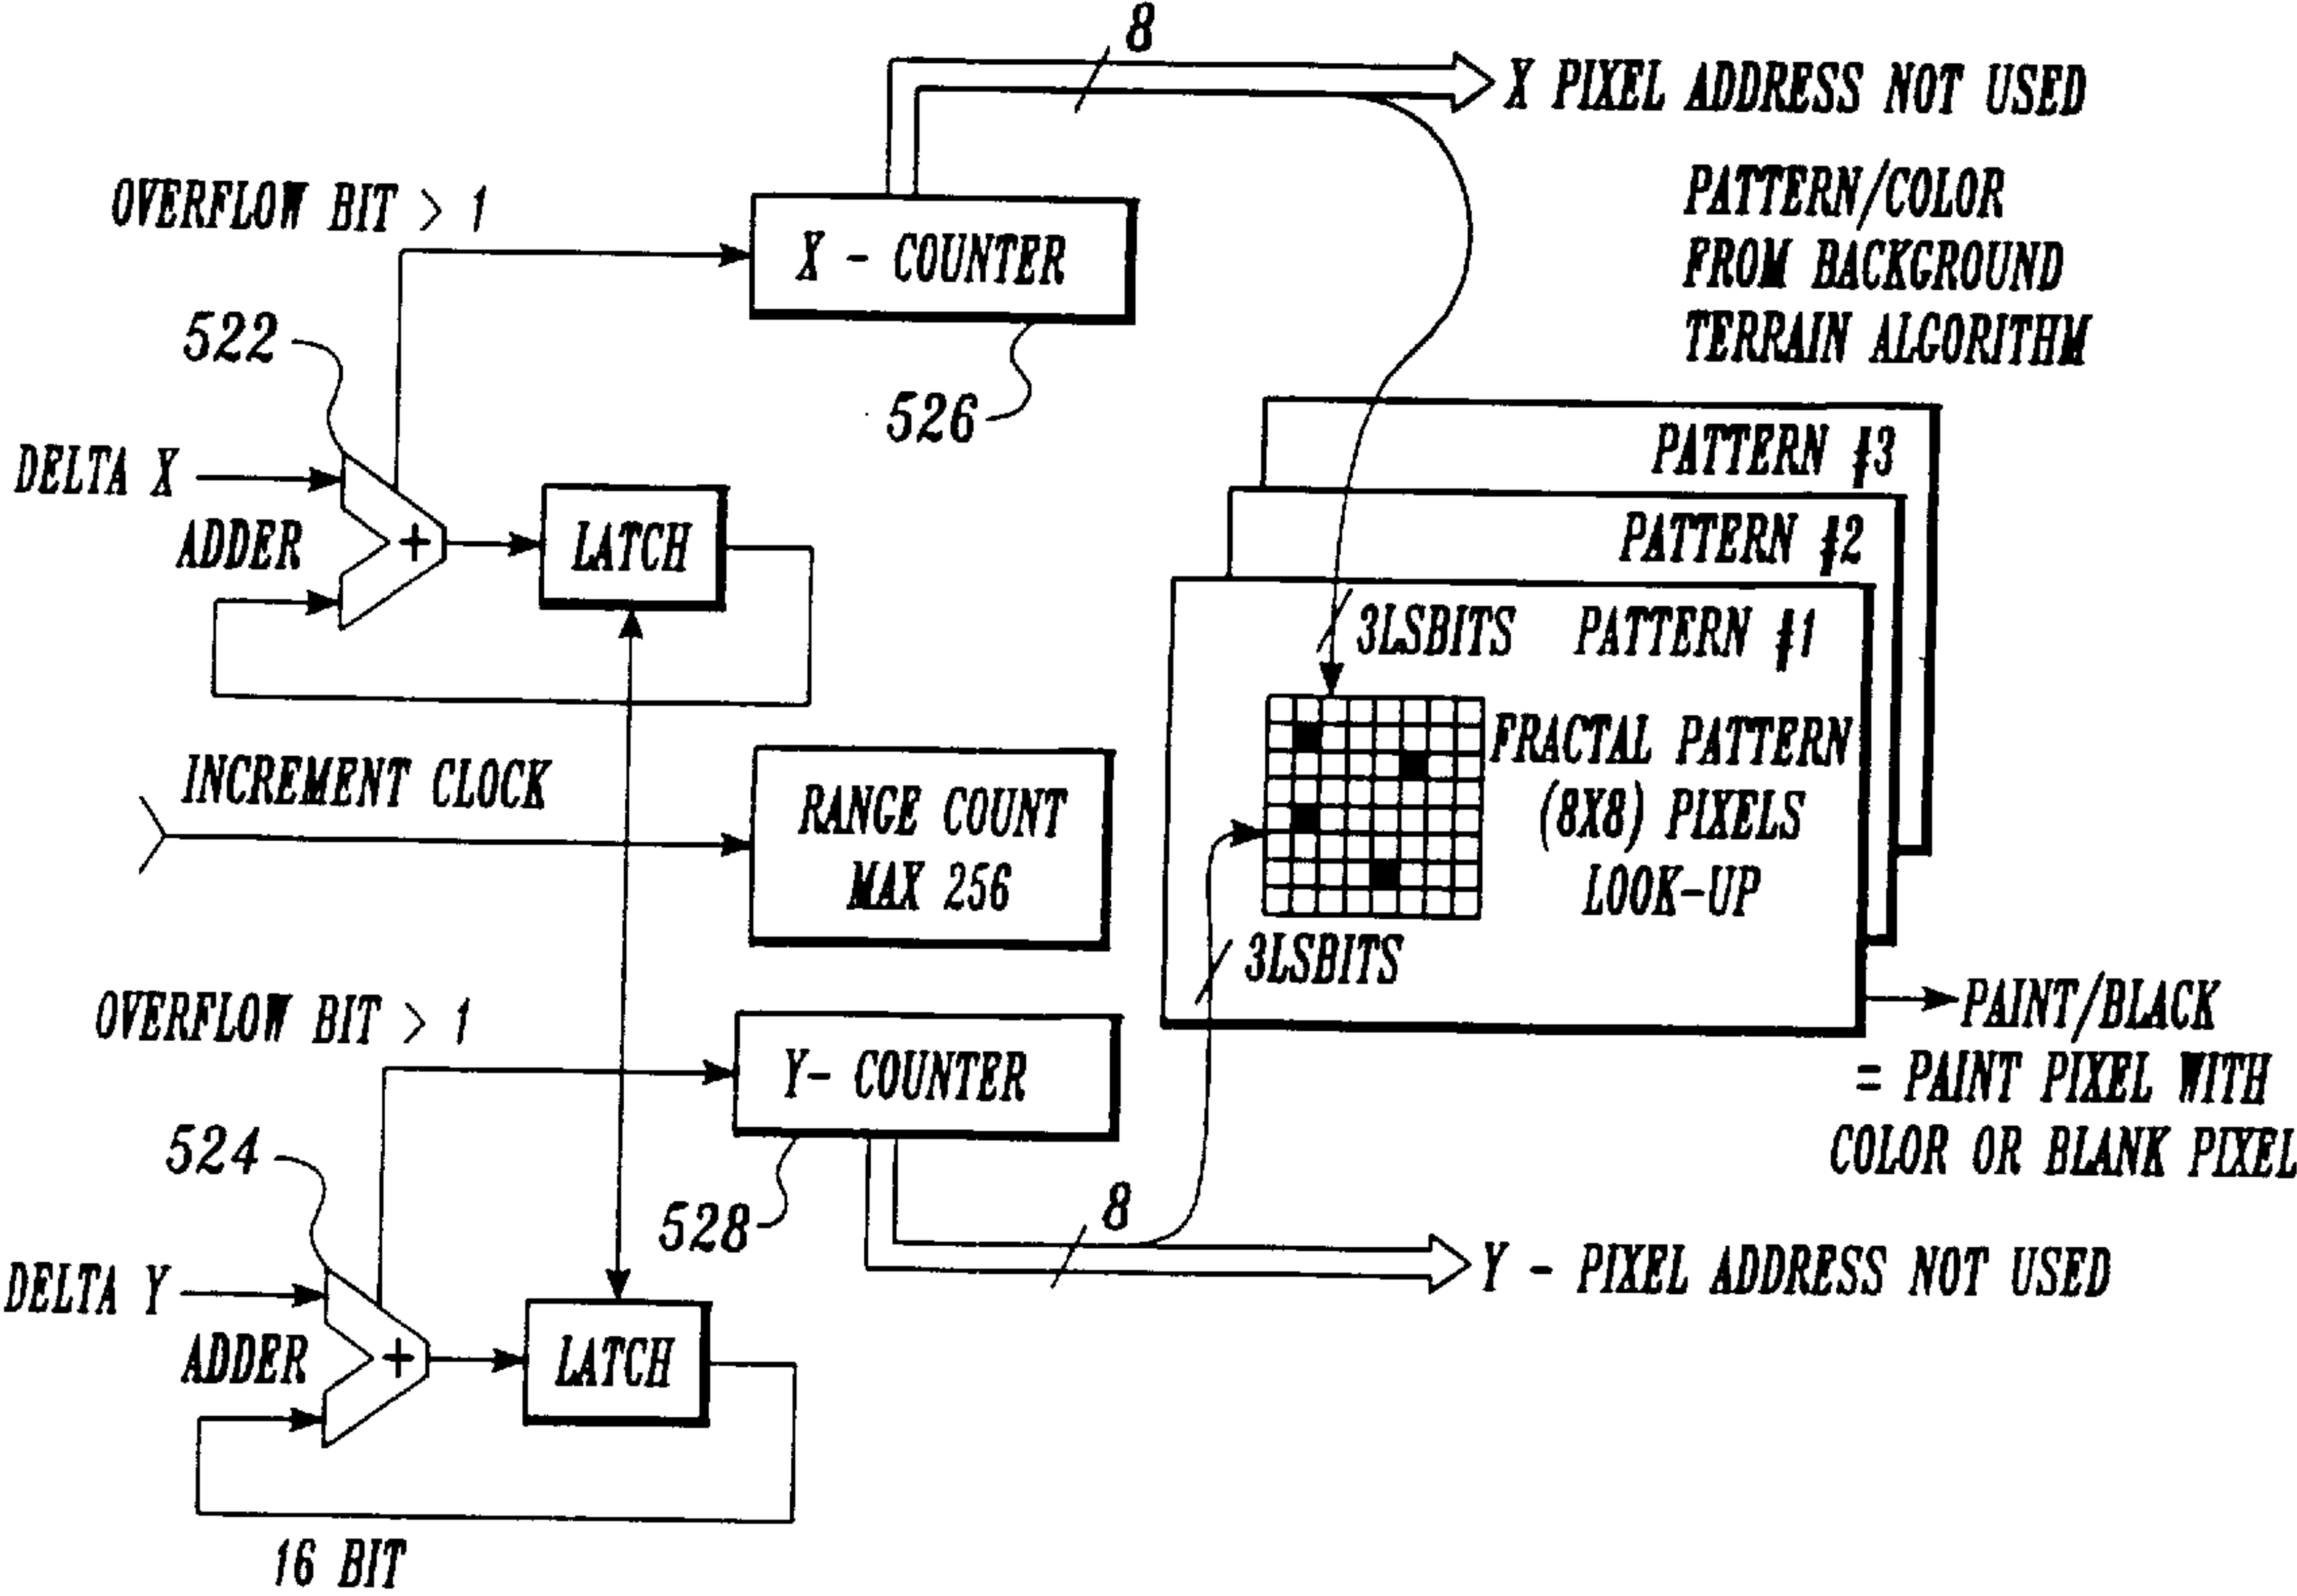 8
X PIXEL ADDRESS NOT USED
OVERFLOW BIT > 1
X - COUNTER
PATTERN/COLOR
FROM BACKGROUND
TERRAIN ALGORITHM
522
526
DELTA X
ADDER
+
LATCH
PATTERN #3
PATTERN #2
3LSBITS PATTERN #1
FRACTAL PATTERN
(8X8) PIXELS
LOOK-UP
3LSBITS
INCREMENT CLOCK
RANGE COUNT
MAX 256
OVERFLOW BIT > 1
Y- COUNTER
PAINT/BLACK
= PAINT PIXEL WITH
COLOR OR BLANK PIXEL
524
528
8
Y - PIXEL ADDRESS NOT USED
DELTA Y
ADDER
+
LATCH
16 BIT